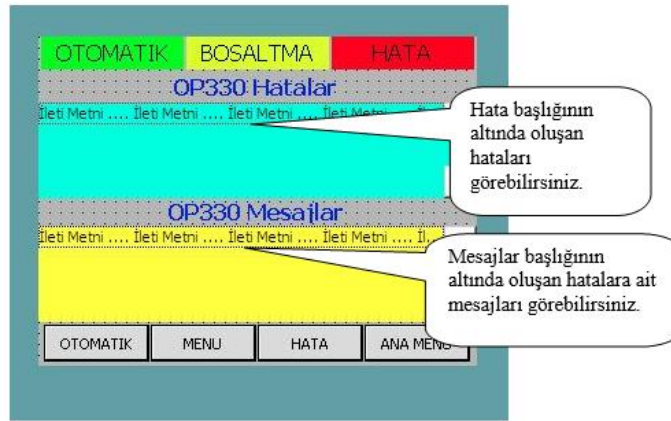 OTOMATIK BOSALTMA HATA
OP330 Hatalar
İleti Metni .... İleti Metni .... İleti Metni .... İleti Metni .... İl...
Hata başlığının
altında oluşan
hataları
görebilirsiniz.
OP330 Mesajlar
İleti Metni .... İleti Metni .... İleti Metni .... İleti Metni .... İl...
Mesajlar başlığının
altında oluşan hatalara ait
mesajları görebilirsiniz.
OTOMATIK MENU HATA ANA MENU